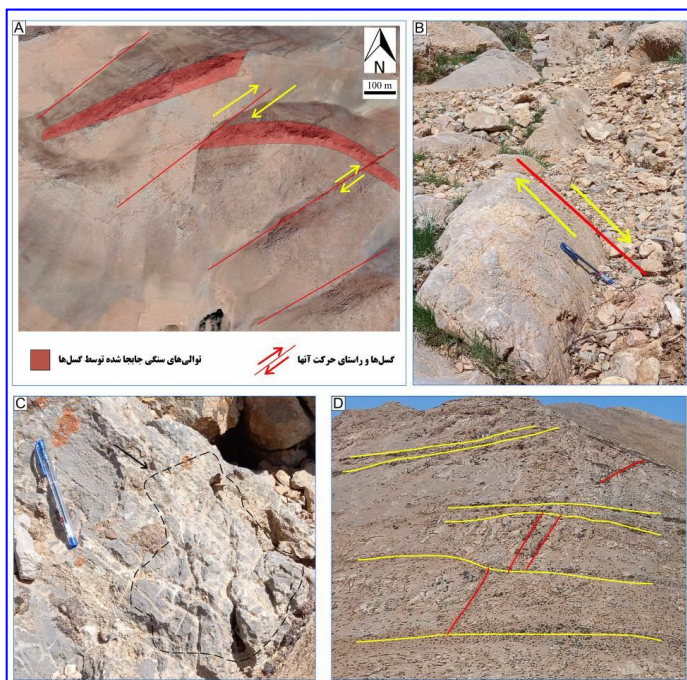 A
N
100 m
توالی‌های سنگی جابجا شده توسط گسل‌ها
گسل‌ها و راستای حرکت آنها
B
C
D